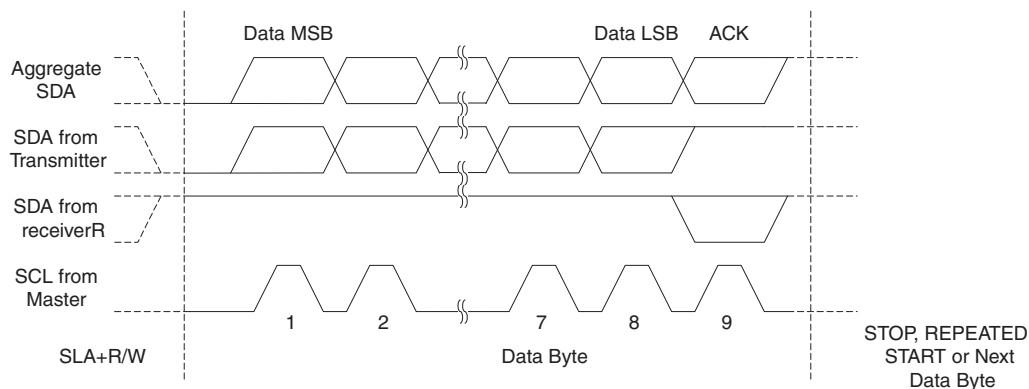 Data MSB
Data LSB
ACK
Aggregate
SDA
SDA from
Transmitter
SDA from
receiverR
SCL from
Master
1
2
7
8
9
SLA+R/W
Data Byte
STOP, REPEATED
START or Next
Data Byte